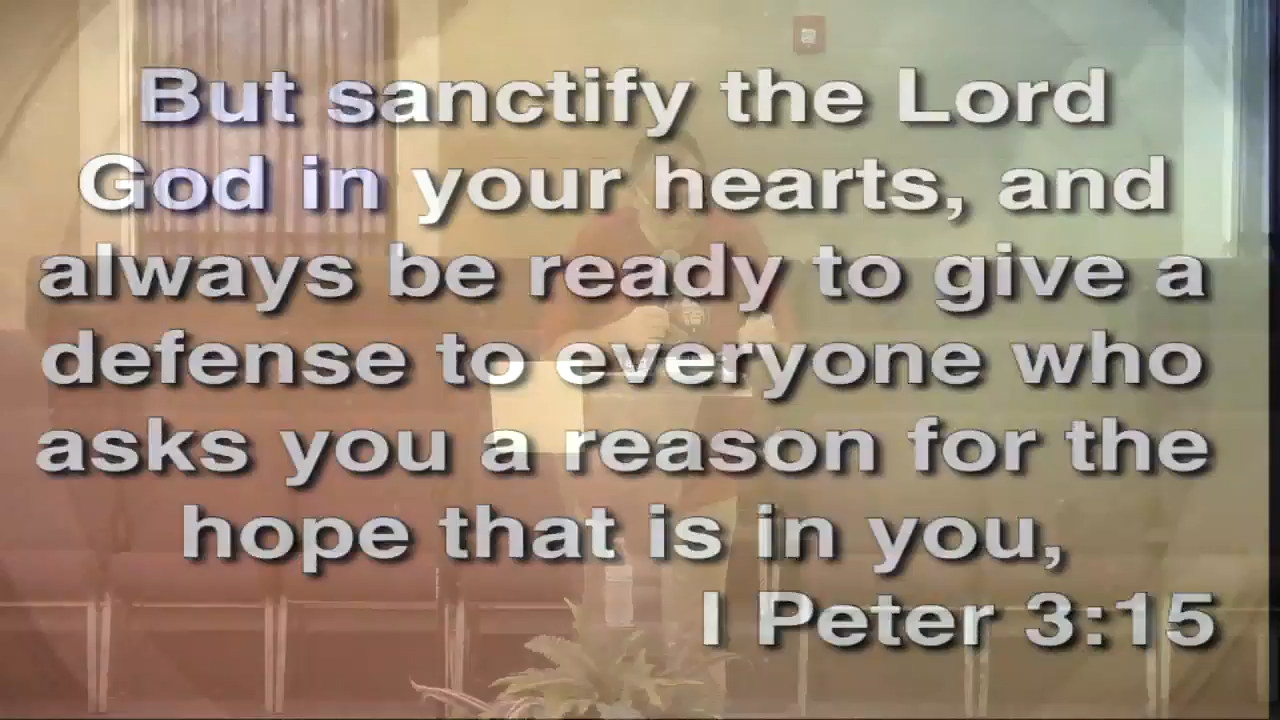 But sanctify the Lord
God in your hearts, and
always be ready to give a
defense to everyone who
asks you a reason for the
hope that is in you,
I Peter 3:15